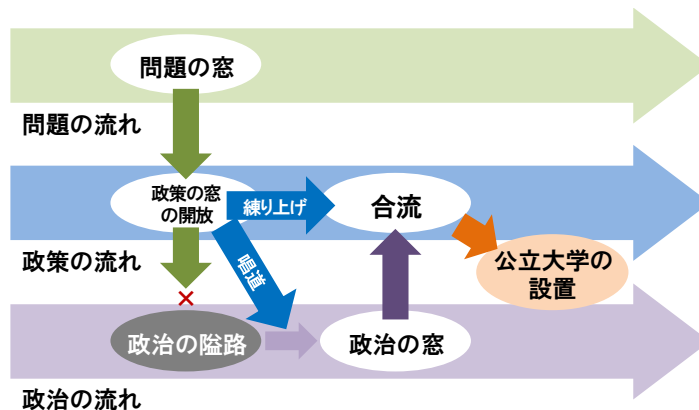 問題の窓
問題の流れ
政策の窓
の開放
練り上げ
合流
唱道
政策の流れ
公立大学の
設置
×
政治の隘路
政治の窓
政治の流れ